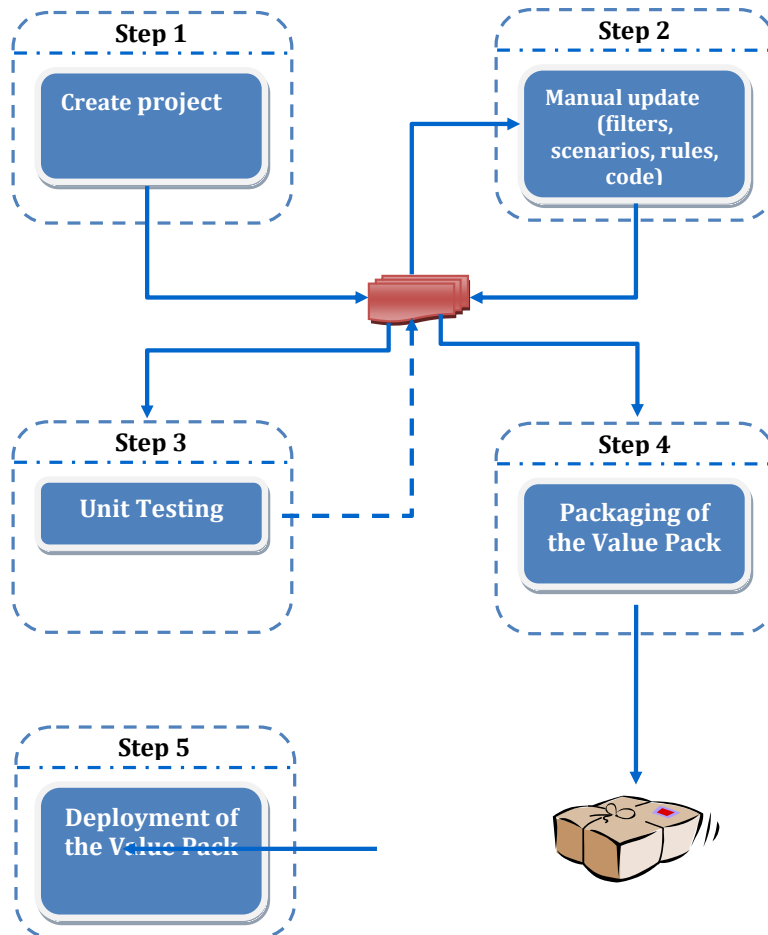 Step 1
Create project
Step 2
Manual update
(filters,
scenarios, rules,
code)
Step 3
Unit Testing
Step 4
Packaging of
the Value Pack
Step 5
Deployment of
the Value Pack